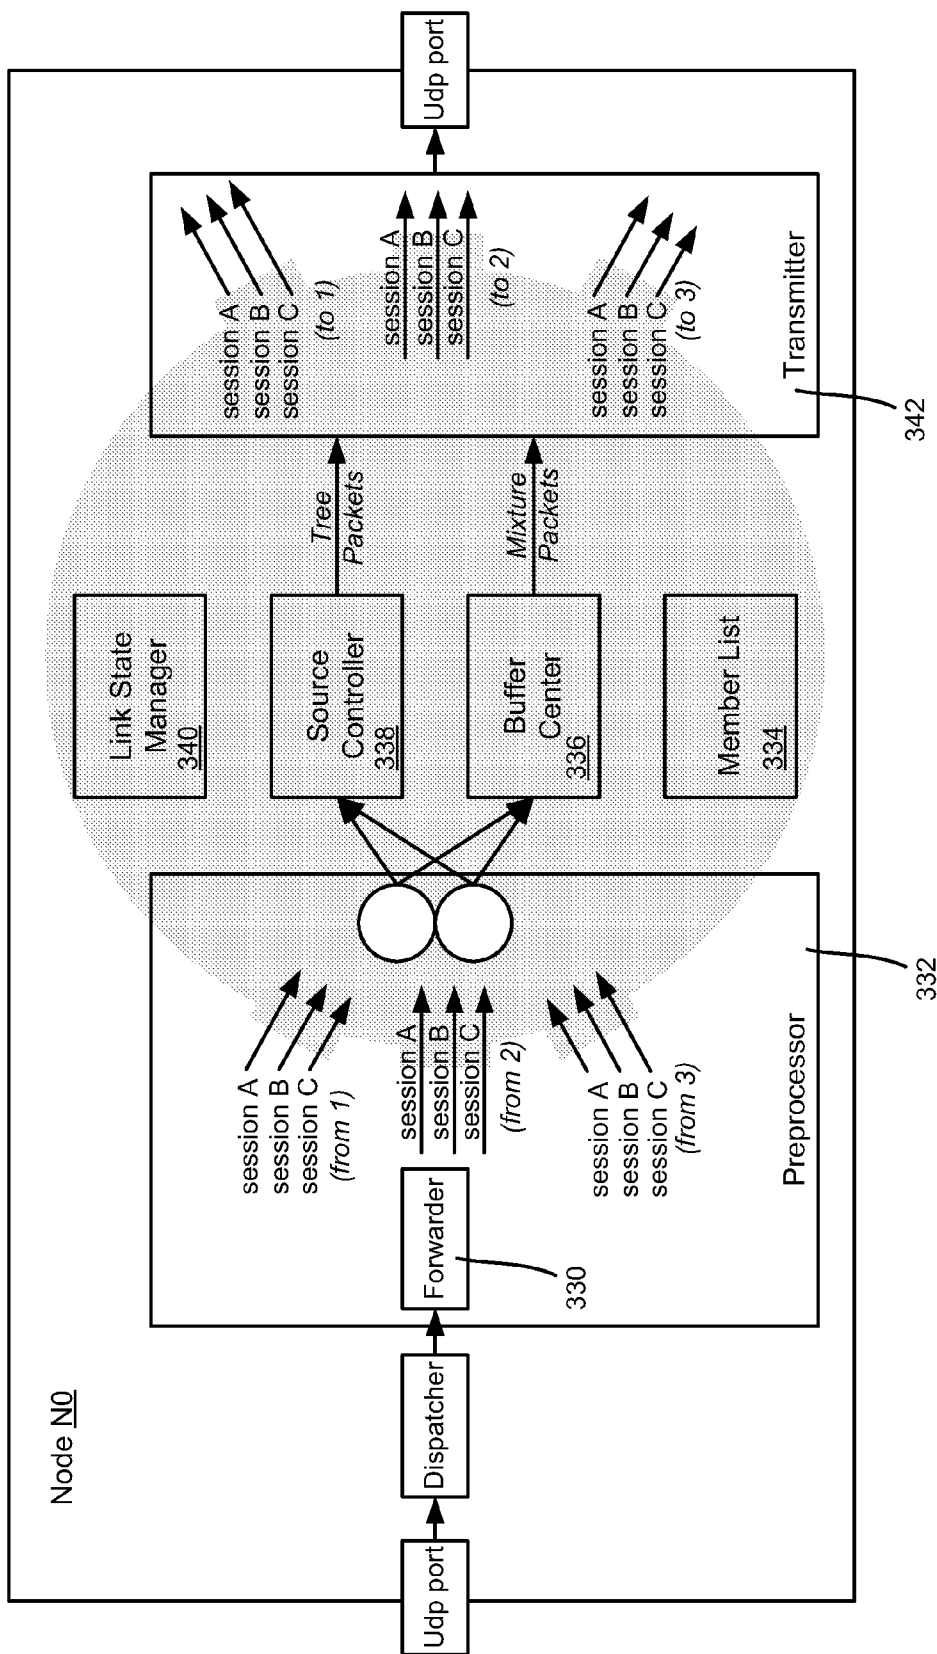 Node N0
Udp port
Dispatcher
Forwarder
330
session A
session B
session C
(from 1)
session A
session B
session C
(from 2)
session A
session B
session C
(from 3)
Preprocessor
332
Link State
Manager
340
Source
Controller
338
Buffer
Center
336
Member List
334
Tree
Packets
Mixture
Packets
session A
session B
session C
(to 1)
session A
session B
session C
(to 2)
session A
session B
session C
(to 3)
Transmitter
342
Udp port